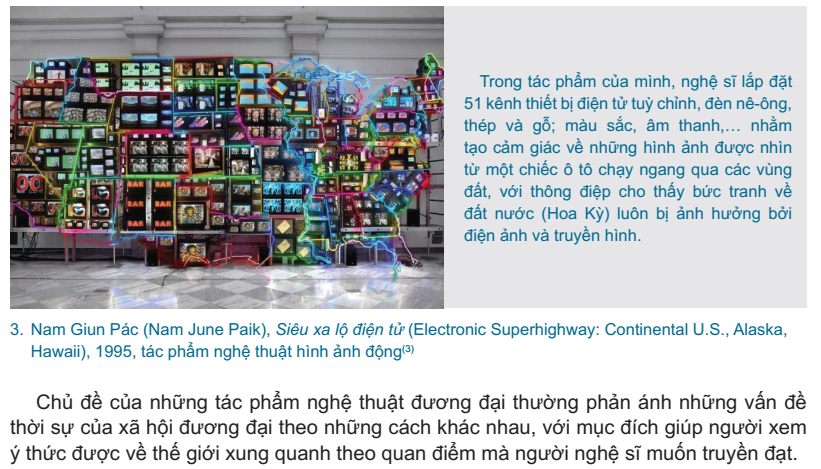 Trong tác phẩm của mình, nghệ sĩ lắp đặt
51 kênh thiết bị điện tử tuỳ chỉnh, đèn nê-ông,
thép và gỗ; màu sắc, âm thanh,... nhằm
tạo cảm giác về những hình ảnh được nhìn
từ một chiếc ô tô chạy ngang qua các vùng
đất, với thông điệp cho thấy bức tranh về
đất nước (Hoa Kỳ) luôn bị ảnh hưởng bởi
điện ảnh và truyền hình.
BAR BAR
BAR BAR
BAR BAR
3. Nam Giun Pác (Nam June Paik), Siêu xa lộ điện tử (Electronic Superhighway: Continental U.S., Alaska,
Hawaii), 1995, tác phẩm nghệ thuật hình ảnh động(3)
Chủ đề của những tác phẩm nghệ thuật đương đại thường phản ánh những vấn đề
thời sự của xã hội đương đại theo những cách khác nhau, với mục đích giúp người xem
ý thức được về thế giới xung quanh theo quan điểm mà người nghệ sĩ muốn truyền đạt.